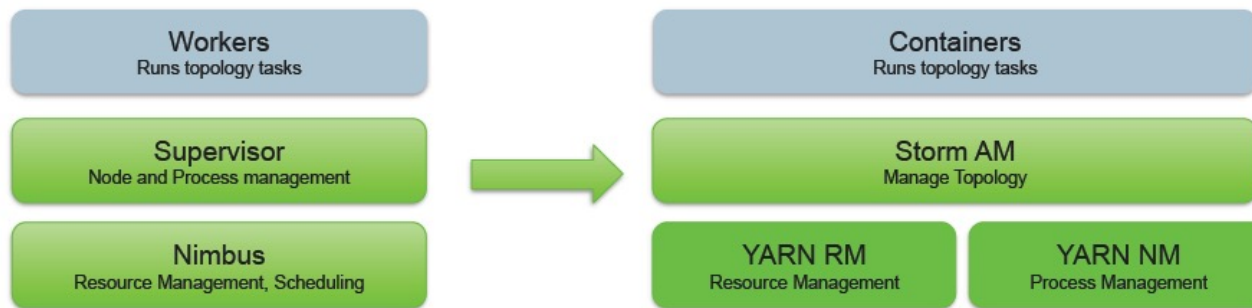 Workers
Runs topology tasks
Supervisor
Node and Process management
Nimbus
Resource Management, Scheduling
Containers
Runs topology tasks
Storm AM
Manage Topology
YARN RM
Resource Management
YARN NM
Process Management